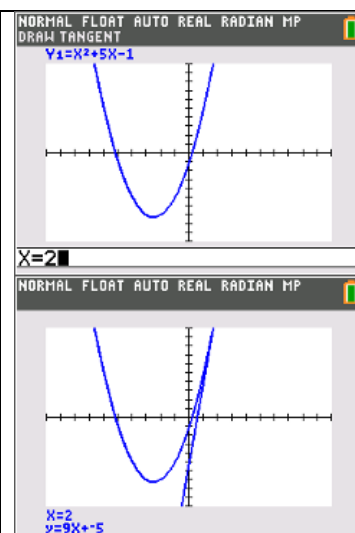 NORMAL FLOAT AUTO REAL RADIAN MP
DRAW TANGENT
Y1=X²+5X-1
X=2
NORMAL FLOAT AUTO REAL RADIAN MP
X=2
y=9X+-5